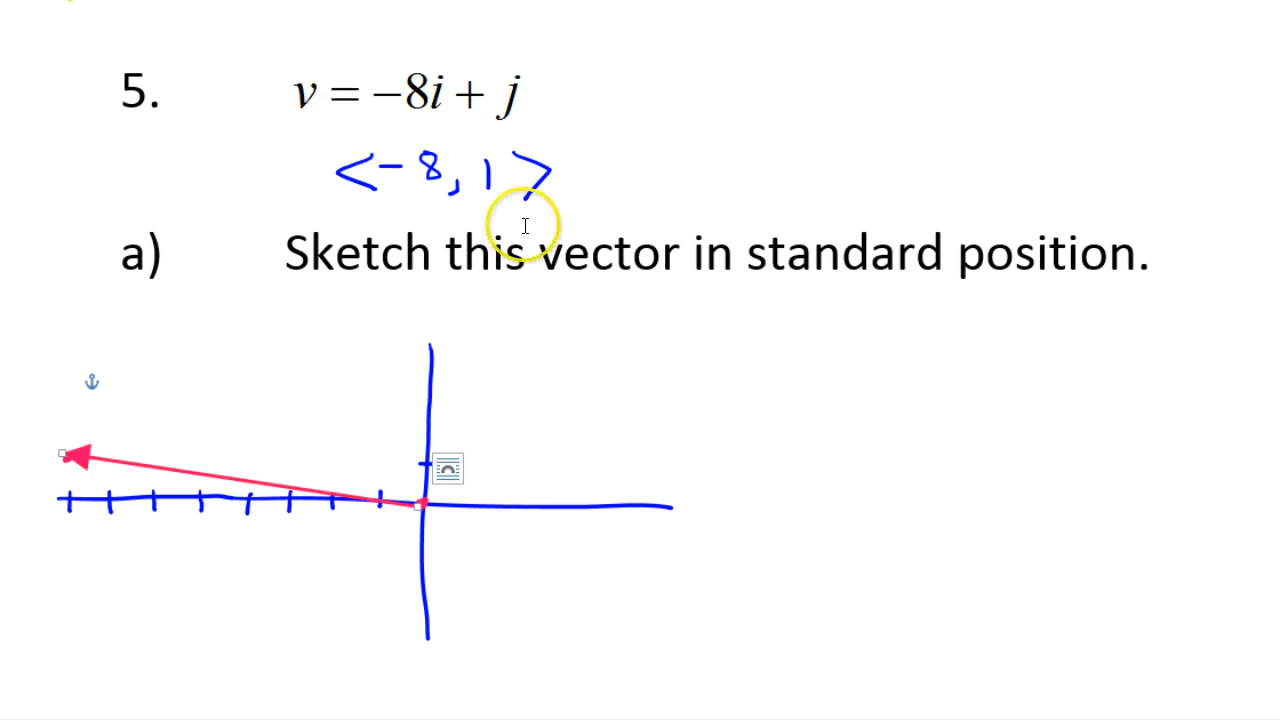 5. v = −8i + j
<-8, 1>
a) Sketch this vector in standard position.